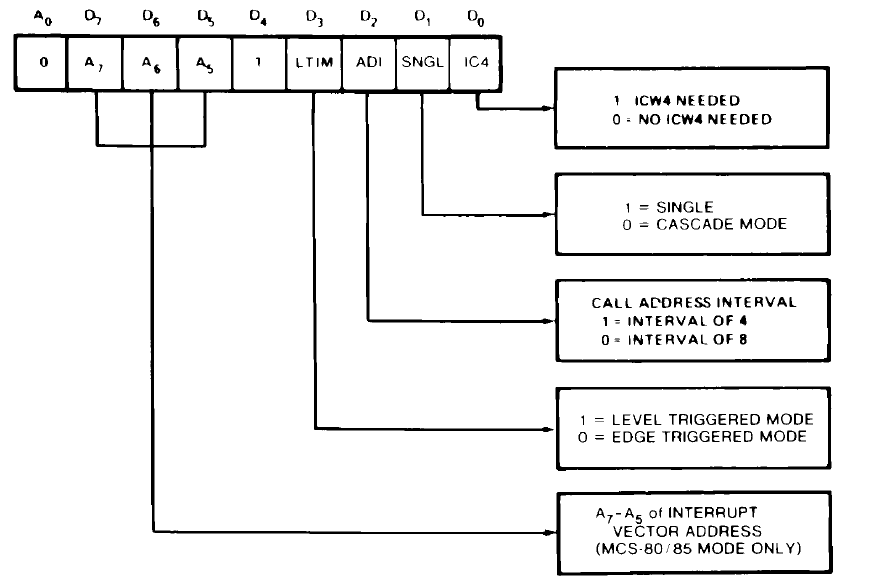 A₀ D₇ D₆ D₅ D₄ D₃ D₂ D₁ D₀
0 A₇ A₆ A₅ 1 LTIM ADI SNGL IC4
1 ICW4 NEEDED
0 = NO ICW4 NEEDED
1 = SINGLE
0 = CASCADE MODE
CALL ADDRESS INTERVAL
1 = INTERVAL OF 4
0 = INTERVAL OF 8
1 = LEVEL TRIGGERED MODE
0 = EDGE TRIGGERED MODE
A₇-A₅ of INTERRUPT
VECTOR ADDRESS
(MCS-80/85 MODE ONLY)